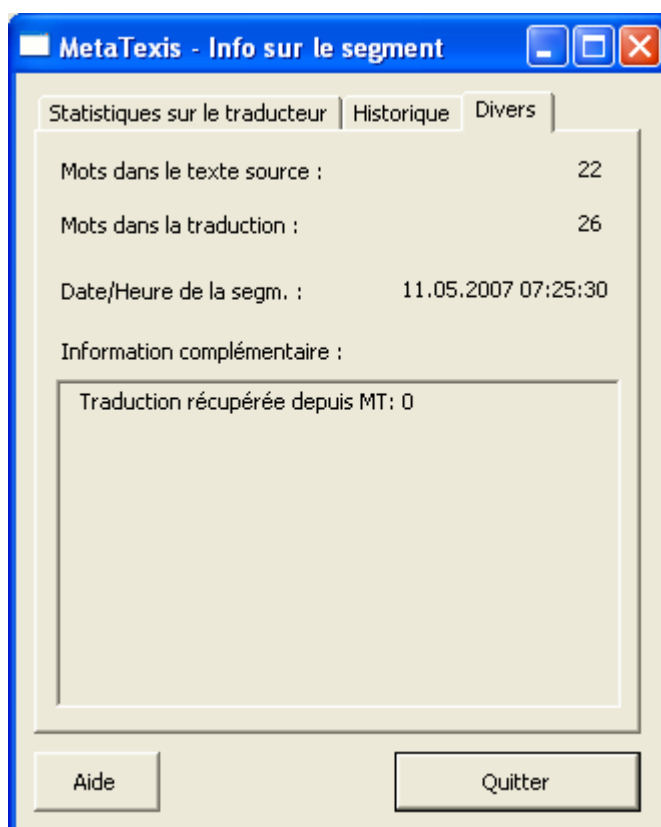 MetaTexis - Info sur le segment
Statistiques sur le traducteur Historique Divers
Mots dans le texte source : 22
Mots dans la traduction : 26
Date/Heure de la segm. : 11.05.2007 07:25:30
Information complémentaire :
Traduction récupérée depuis MT: 0
Aide Quitter